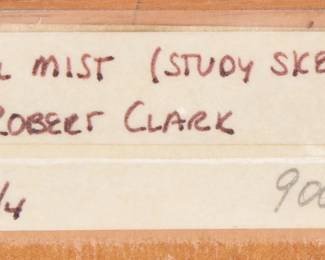 L MIST (STUDY SKE
ROBERT CLARK
/4 900